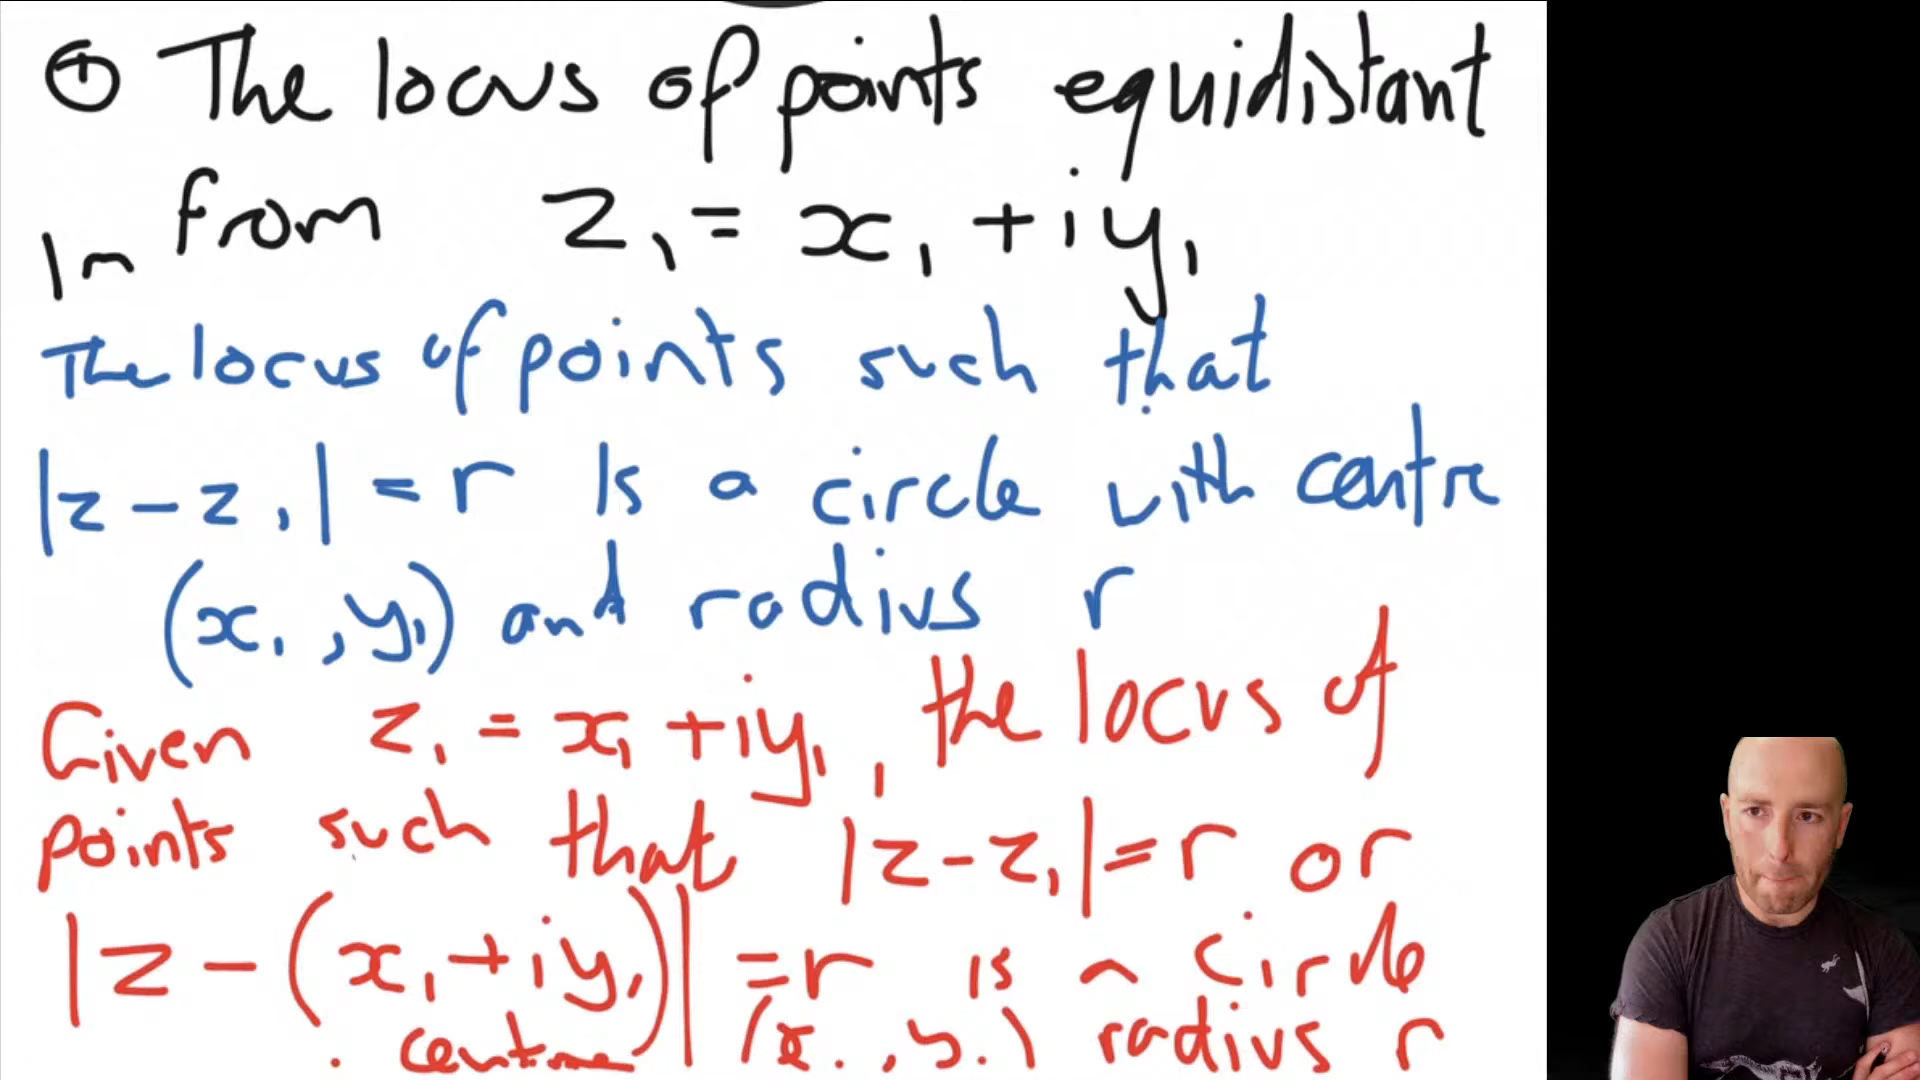 ① The locus of points equidistant
In from z₁ = x₁ + iy₁
The locus of points such that
|z - z₁| = r Is a circle with centre
(x₁, y₁) and radius r
Given z₁ = x₁ + iy₁, the locus of
points such that |z - z₁| = r or
|z - (x₁ + iy₁)| = r is a circle
centre (x₁, y₁) radius r